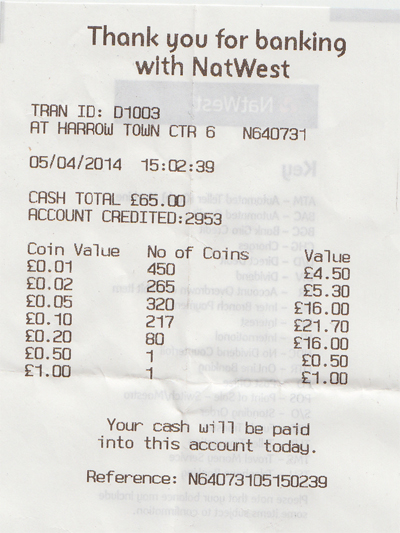 Thank you for banking
with NatWest
TRAN ID: D1003
AT HARROW TOWN CTR 6 N640731
05/04/2014 15:02:39
CASH TOTAL £65.00
ACCOUNT CREDITED:2953
Coin Value No of Coins Value
£0.01 450 £4.50
£0.02 265 £5.30
£0.05 320 £16.00
£0.10 217 £21.70
£0.20 80 £16.00
£0.50 1 £0.50
£1.00 1 £1.00
Your cash will be paid
into this account today.
Reference: N64073105150239